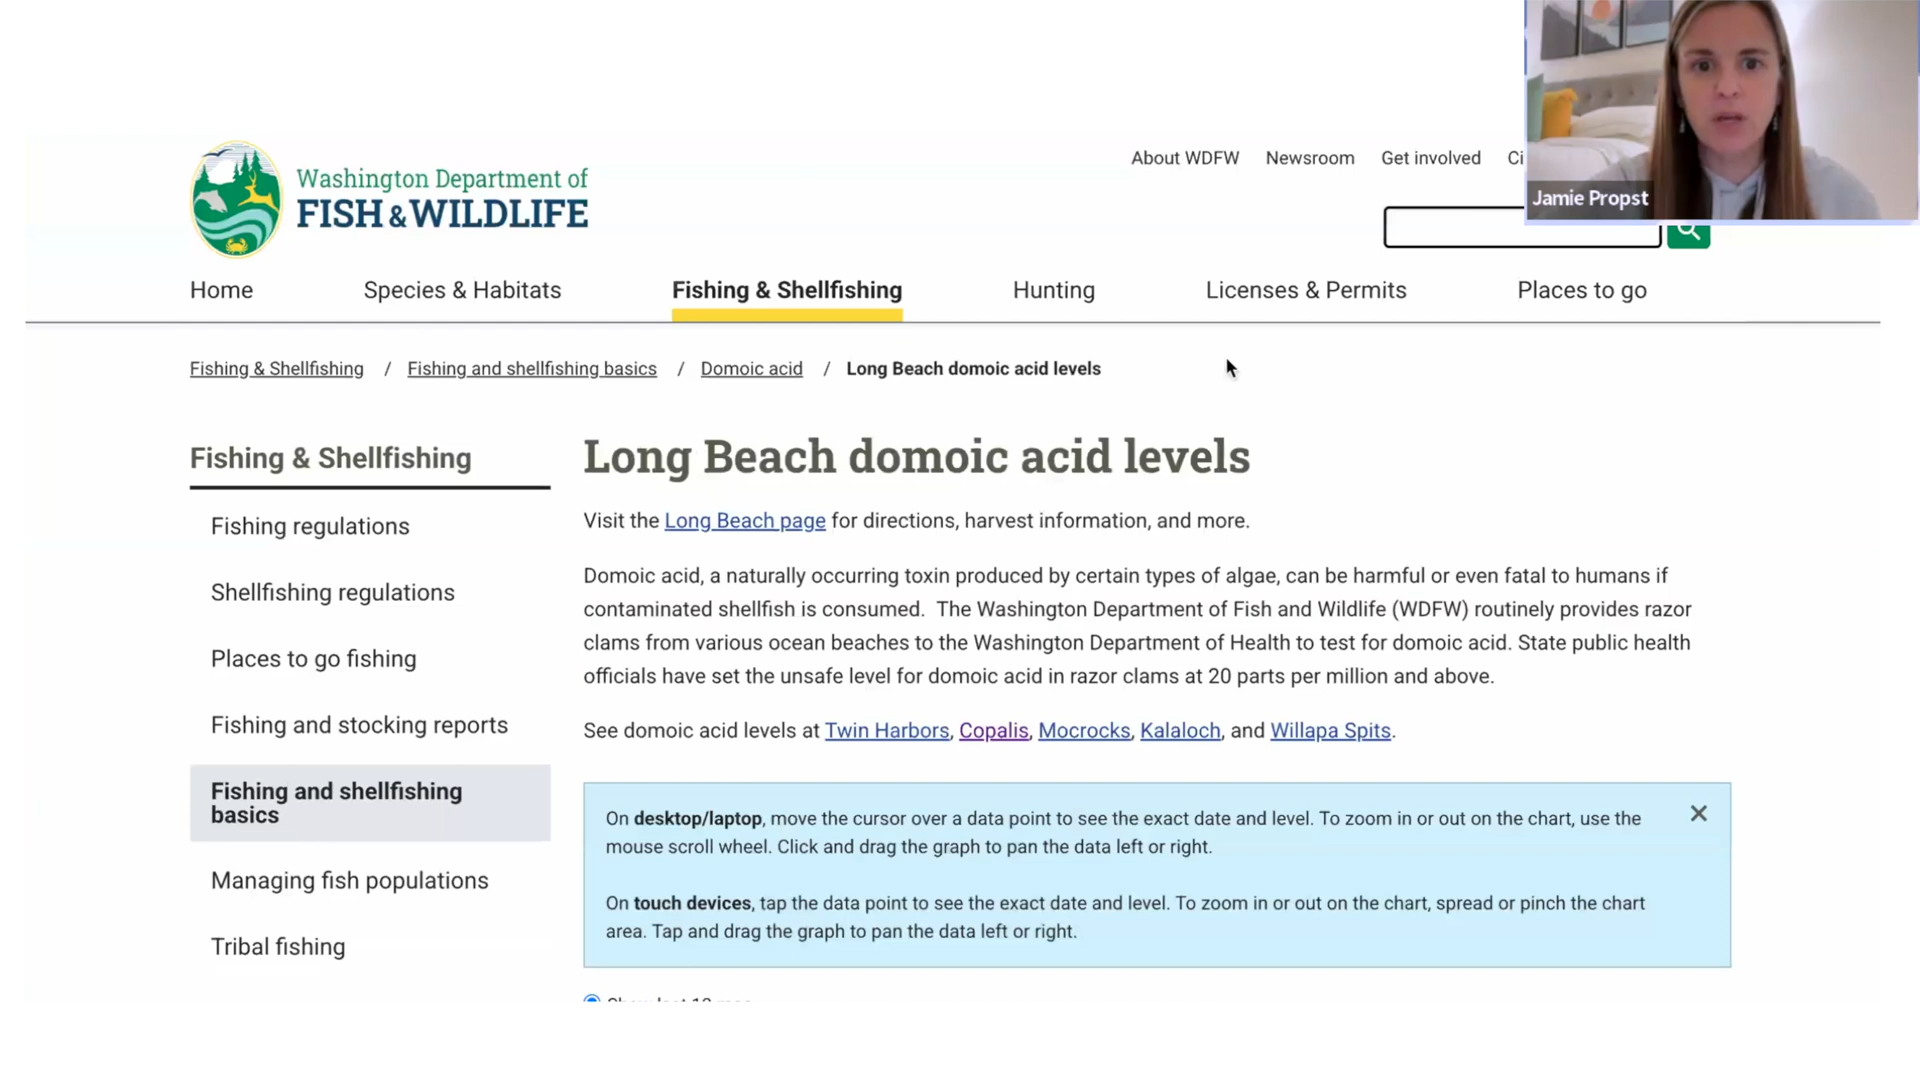 Washington Department of
FISH & WILDLIFE
About WDFW Newsroom Get involved Ci
Jamie Propst
Home Species & Habitats Fishing & Shellfishing Hunting Licenses & Permits Places to go
Fishing & Shellfishing / Fishing and shellfishing basics / Domoic acid / Long Beach domoic acid levels
Fishing & Shellfishing
Fishing regulations
Shellfishing regulations
Places to go fishing
Fishing and stocking reports
Fishing and shellfishing
basics
Managing fish populations
Tribal fishing
Long Beach domoic acid levels
Visit the Long Beach page for directions, harvest information, and more.
Domoic acid, a naturally occurring toxin produced by certain types of algae, can be harmful or even fatal to humans if
contaminated shellfish is consumed. The Washington Department of Fish and Wildlife (WDFW) routinely provides razor
clams from various ocean beaches to the Washington Department of Health to test for domoic acid. State public health
officials have set the unsafe level for domoic acid in razor clams at 20 parts per million and above.
See domoic acid levels at Twin Harbors, Copalis, Mocrocks, Kalaloch, and Willapa Spits.
On desktop/laptop, move the cursor over a data point to see the exact date and level. To zoom in or out on the chart, use the
mouse scroll wheel. Click and drag the graph to pan the data left or right.
On touch devices, tap the data point to see the exact date and level. To zoom in or out on the chart, spread or pinch the chart
area. Tap and drag the graph to pan the data left or right.